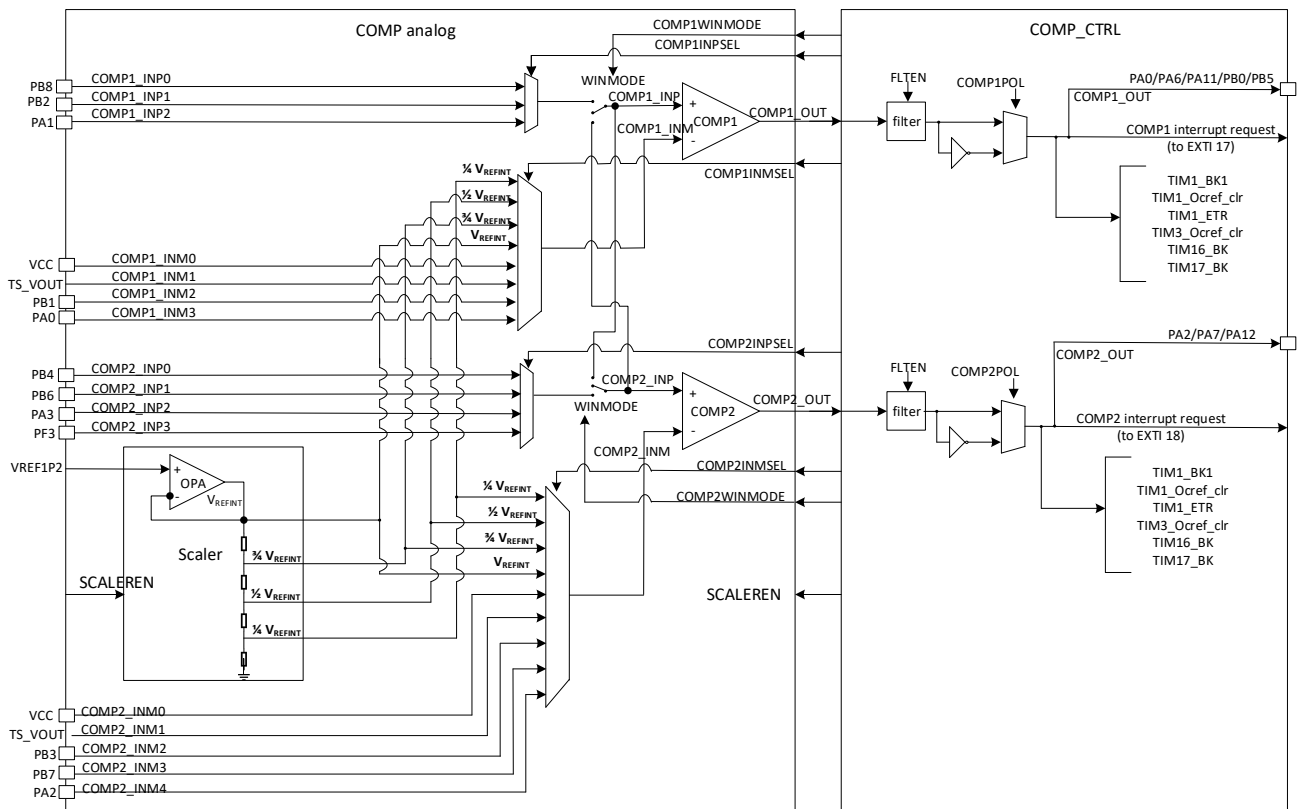 COMP analog
COMP_CTRL
COMP1WINMODE
COMP1INPSEL
WINMODE
PB8
COMP1_INP0
PB2
COMP1_INP1
PA1
COMP1_INP2
COMP1_INP
+
COMP1
-
COMP1_INM
COMP1_OUT
FLTEN
filter
COMP1POL
PA0/PA6/PA11/PB0/PB5
COMP1_OUT
COMP1 interrupt request
(to EXTI 17)
COMP1INMSEL
TIM1_BK1
TIM1_Ocref_clr
TIM1_ETR
TIM3_Ocref_clr
TIM16_BK
TIM17_BK
¼ VREFINT
½ VREFINT
¾ VREFINT
VREFINT
VCC
COMP1_INM0
TS_VOUT
COMP1_INM1
PB1
COMP1_INM2
PA0
COMP1_INM3
COMP2INPSEL
PB4
COMP2_INP0
PB6
COMP2_INP1
PA3
COMP2_INP2
PF3
COMP2_INP3
COMP2_INP
WINMODE
+
COMP2
-
COMP2_INM
COMP2_OUT
FLTEN
filter
COMP2POL
PA2/PA7/PA12
COMP2_OUT
COMP2 interrupt request
(to EXTI 18)
COMP2INMSEL
COMP2WINMODE
TIM1_BK1
TIM1_Ocref_clr
TIM1_ETR
TIM3_Ocref_clr
TIM16_BK
TIM17_BK
VREF1P2
+
OPA
-
VREFINT
Scaler
¾ VREFINT
½ VREFINT
¼ VREFINT
SCALEREN
¼ VREFINT
½ VREFINT
¾ VREFINT
VREFINT
SCALEREN
VCC
COMP2_INM0
TS_VOUT
COMP2_INM1
PB3
COMP2_INM2
PB7
COMP2_INM3
PA2
COMP2_INM4